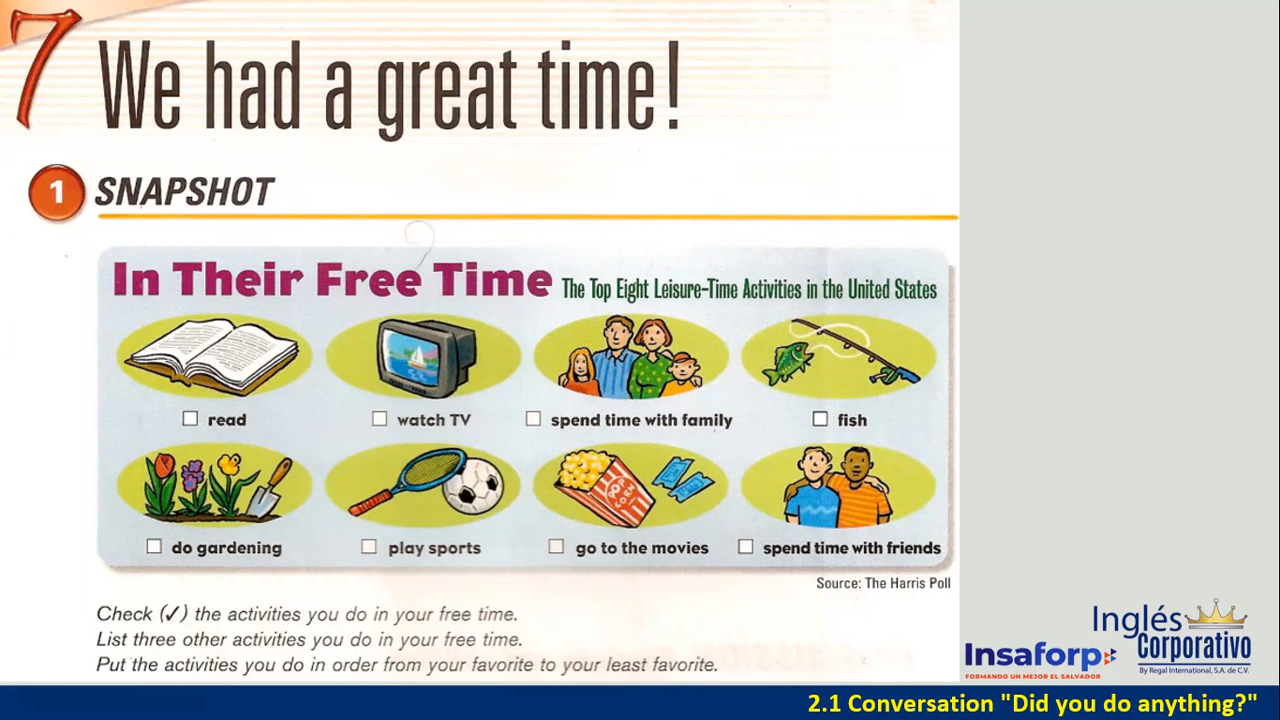 7 We had a great time!
1 SNAPSHOT
In Their Free Time The Top Eight Leisure-Time Activities in the United States
read watch TV spend time with family fish
POP CORN
do gardening play sports go to the movies spend time with friends
Source: The Harris Poll
Check (✓) the activities you do in your free time.
List three other activities you do in your free time.
Put the activities you do in order from your favorite to your least favorite.
Inglés
Corporativo
By Regal International, S.A. de C.V.
Insaforp
FORMANDO UN MEJOR EL SALVADOR
2.1 Conversation "Did you do anything?"